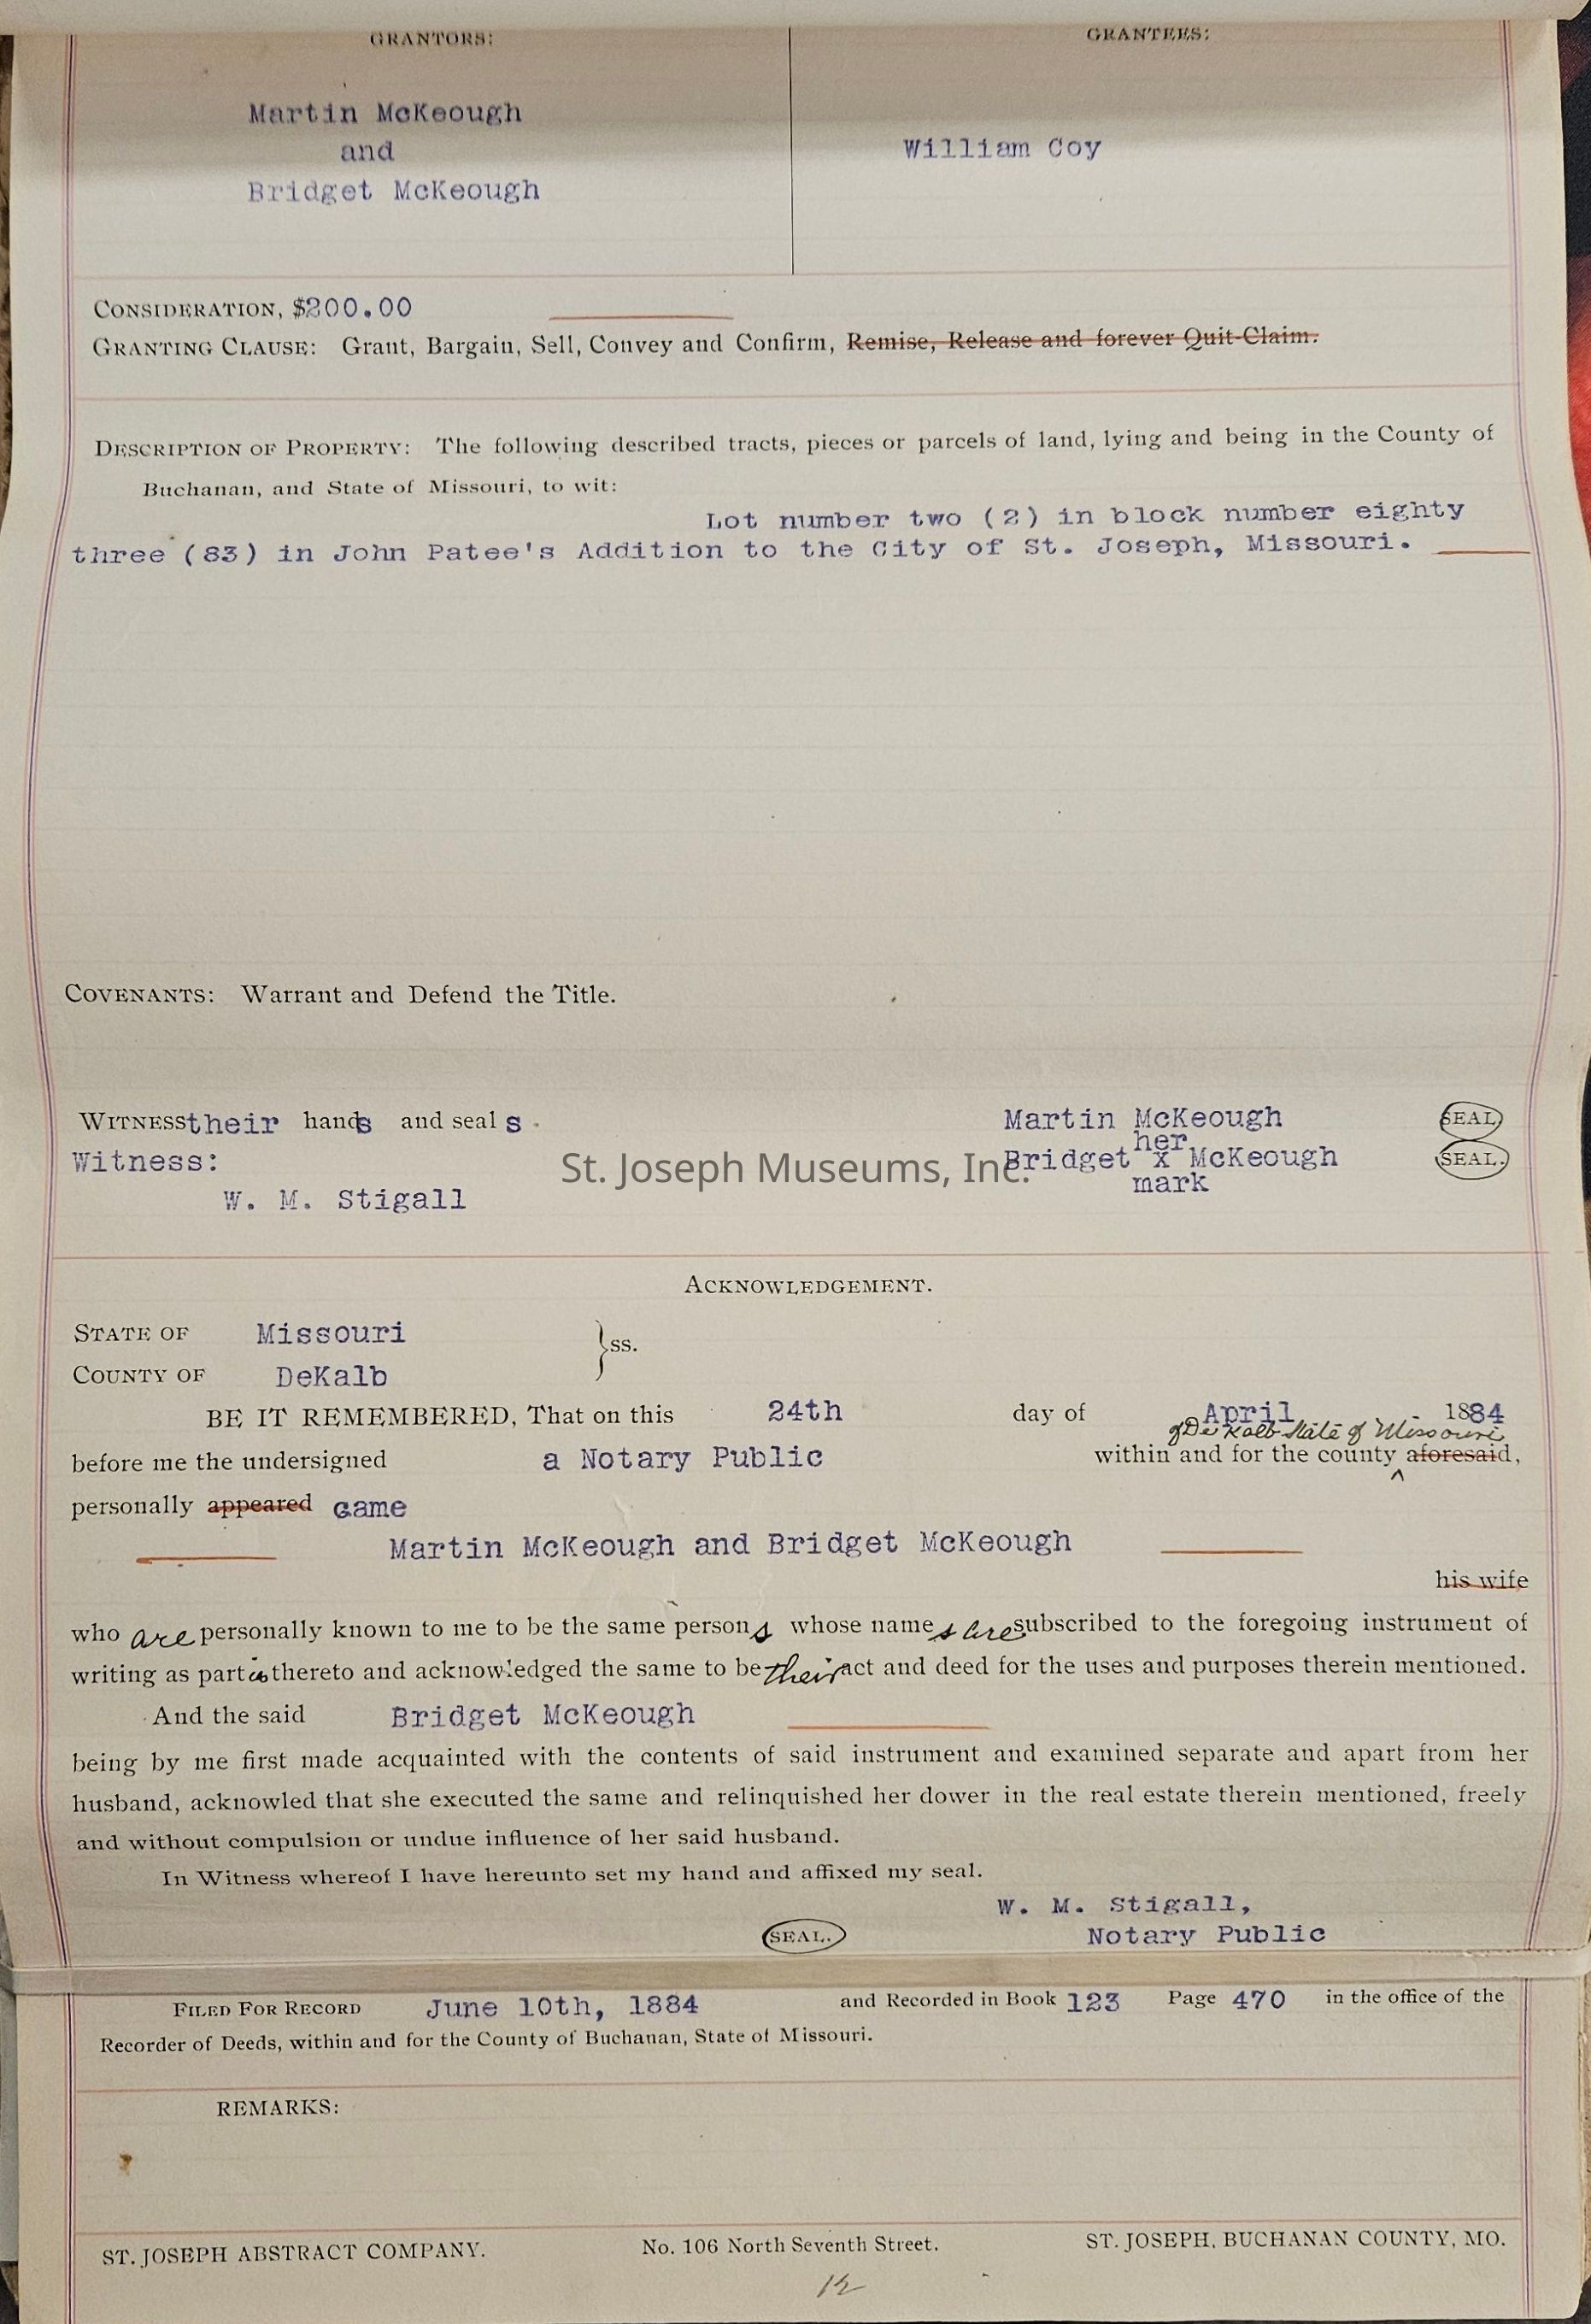 GRANTORS: GRANTEES:
Martin McKeough
and
Bridget McKeough
William Coy
CONSIDERATION, $200.00
GRANTING CLAUSE: Grant, Bargain, Sell, Convey and Confirm, Remise, Release and forever Quit-Claim.
DESCRIPTION OF PROPERTY: The following described tracts, pieces or parcels of land, lying and being in the County of
Buchanan, and State of Missouri, to wit:
Lot number two (2) in block number eighty
three (83) in John Patee's Addition to the City of St. Joseph, Missouri.
COVENANTS: Warrant and Defend the Title.
WITNESS their hands and seal s.
Martin McKeough SEAL
her
Witness: Bridget x McKeough SEAL.
mark
St. Joseph Museums, Inc.
W. M. Stigall
ACKNOWLEDGEMENT.
STATE OF Missouri
COUNTY OF DeKalb
} ss.
BE IT REMEMBERED, That on this 24th day of April 1884
of De Kalb State of Missouri
before me the undersigned a Notary Public within and for the county ^ aforesaid,
personally appeared came
Martin McKeough and Bridget McKeough
his wife
who are personally known to me to be the same persons whose names are subscribed to the foregoing instrument of
writing as parties thereto and acknowledged the same to be their act and deed for the uses and purposes therein mentioned.
And the said Bridget McKeough
being by me first made acquainted with the contents of said instrument and examined separate and apart from her
husband, acknowled that she executed the same and relinquished her dower in the real estate therein mentioned, freely
and without compulsion or undue influence of her said husband.
In Witness whereof I have hereunto set my hand and affixed my seal.
W. M. Stigall,
SEAL. Notary Public
FILED FOR RECORD June 10th, 1884 and Recorded in Book 123 Page 470 in the office of the
Recorder of Deeds, within and for the County of Buchanan, State of Missouri.
REMARKS:
ST. JOSEPH ABSTRACT COMPANY. No. 106 North Seventh Street. ST. JOSEPH, BUCHANAN COUNTY, MO.